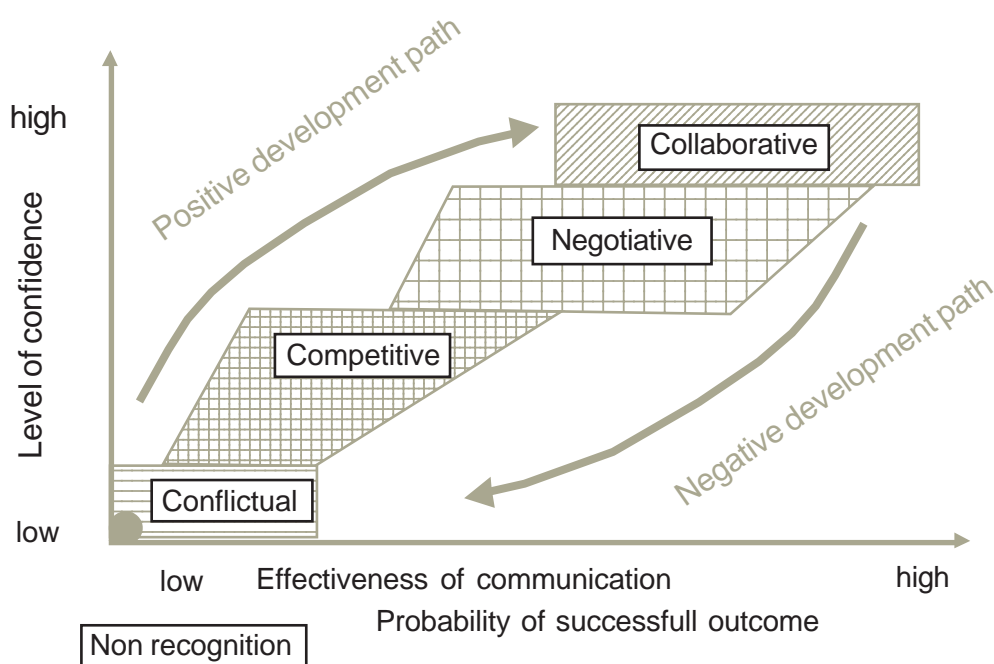 Positive development path
high
Collaborative
Negotiative
Level of confidence
Competitive
Negative development path
Conflictual
low
low
Effectiveness of communication
high
Probability of successfull outcome
Non recognition